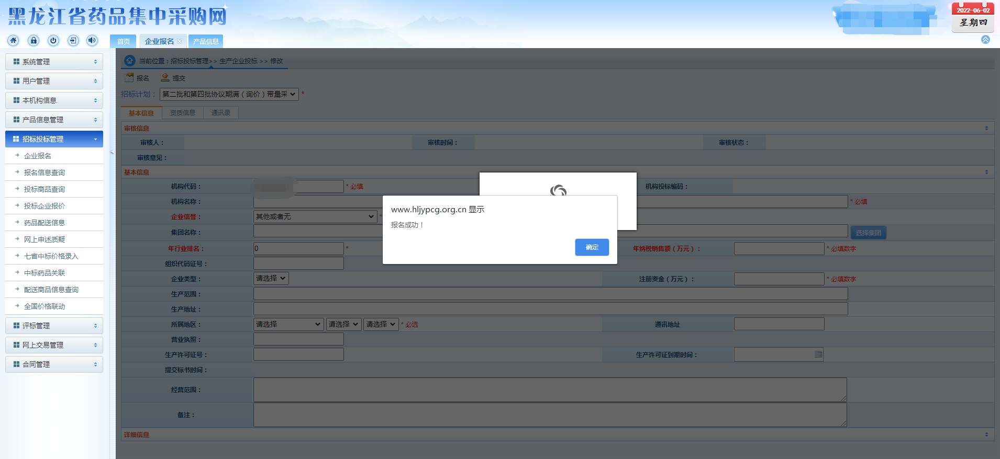 黑龙江省药品集中采购网
2022-06-02
星期四
首页
企业报名
产品信息
系统管理
用户管理
本机构信息
产品信息管理
招标投标管理
企业报名
报名信息查询
投标商品查询
投标企业报价
药品配送信息
网上申述质疑
七省中标价格录入
中标药品关联
配送商品信息查询
全国价格联动
评标管理
网上交易管理
合同管理
当前位置：招标投标管理>> 生产企业投标 >> 修改
报名 提交
招标计划： 第二批和第四批协议期满（询价）带量采 *
基本信息 资质信息 通讯录
审核信息
审核人： 审核时间： 审核状态：
审核意见：
基本信息
机构代码： * 必填 机构投标编码：
机构名称： * 必填
企业信誉： 其他或者无 *
集团名称： 选择集团
年行业排名： 0 * 年纳税销售额（万元）： * 必填数字
组织代码证号：
企业类型： 请选择 注册资金（万元）： * 必填数字
生产范围：
生产地址：
所属地区： 请选择 请选择 请选择 * 必选 通讯地址
营业执照：
生产许可证号： 生产许可证到期时间：
提交标书时间：
经营范围：
备注：
详细信息
www.hljypcg.org.cn 显示
报名成功！
确定